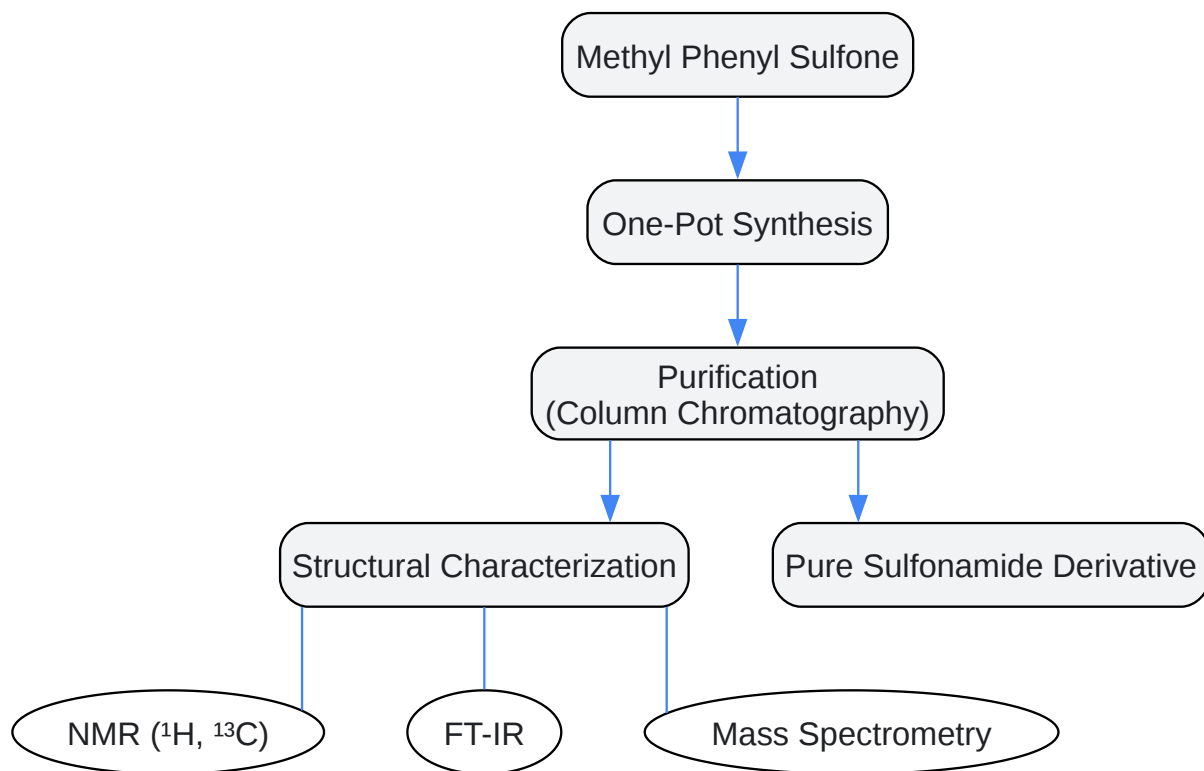 Methyl Phenyl Sulfone
One-Pot Synthesis
Purification
(Column Chromatography)
Structural Characterization
Pure Sulfonamide Derivative
NMR (¹H, ¹³C)
FT-IR
Mass Spectrometry